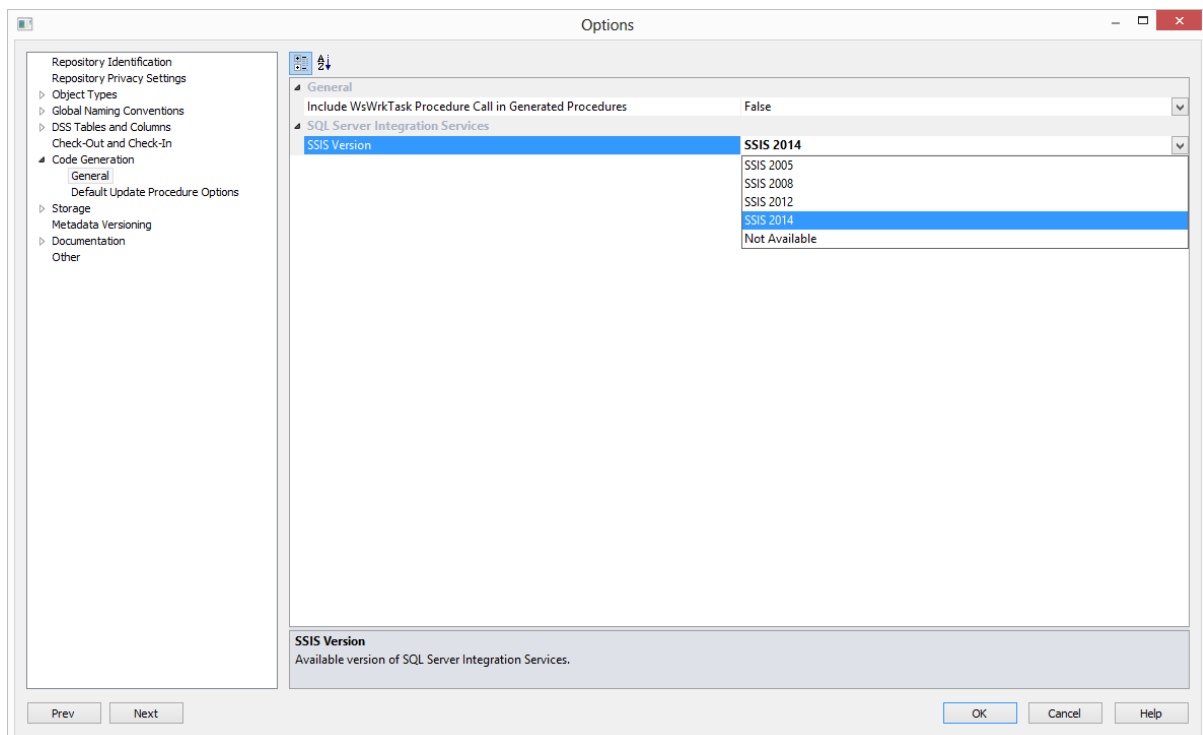 Options
Repository Identification
Repository Privacy Settings
Object Types
Global Naming Conventions
DSS Tables and Columns
Check-Out and Check-In
Code Generation
General
Default Update Procedure Options
Storage
Metadata Versioning
Documentation
Other
General
Include WsWrkTask Procedure Call in Generated Procedures False
SQL Server Integration Services
SSIS Version SSIS 2014
SSIS 2005
SSIS 2008
SSIS 2012
SSIS 2014
Not Available
SSIS Version
Available version of SQL Server Integration Services.
Prev Next OK Cancel Help